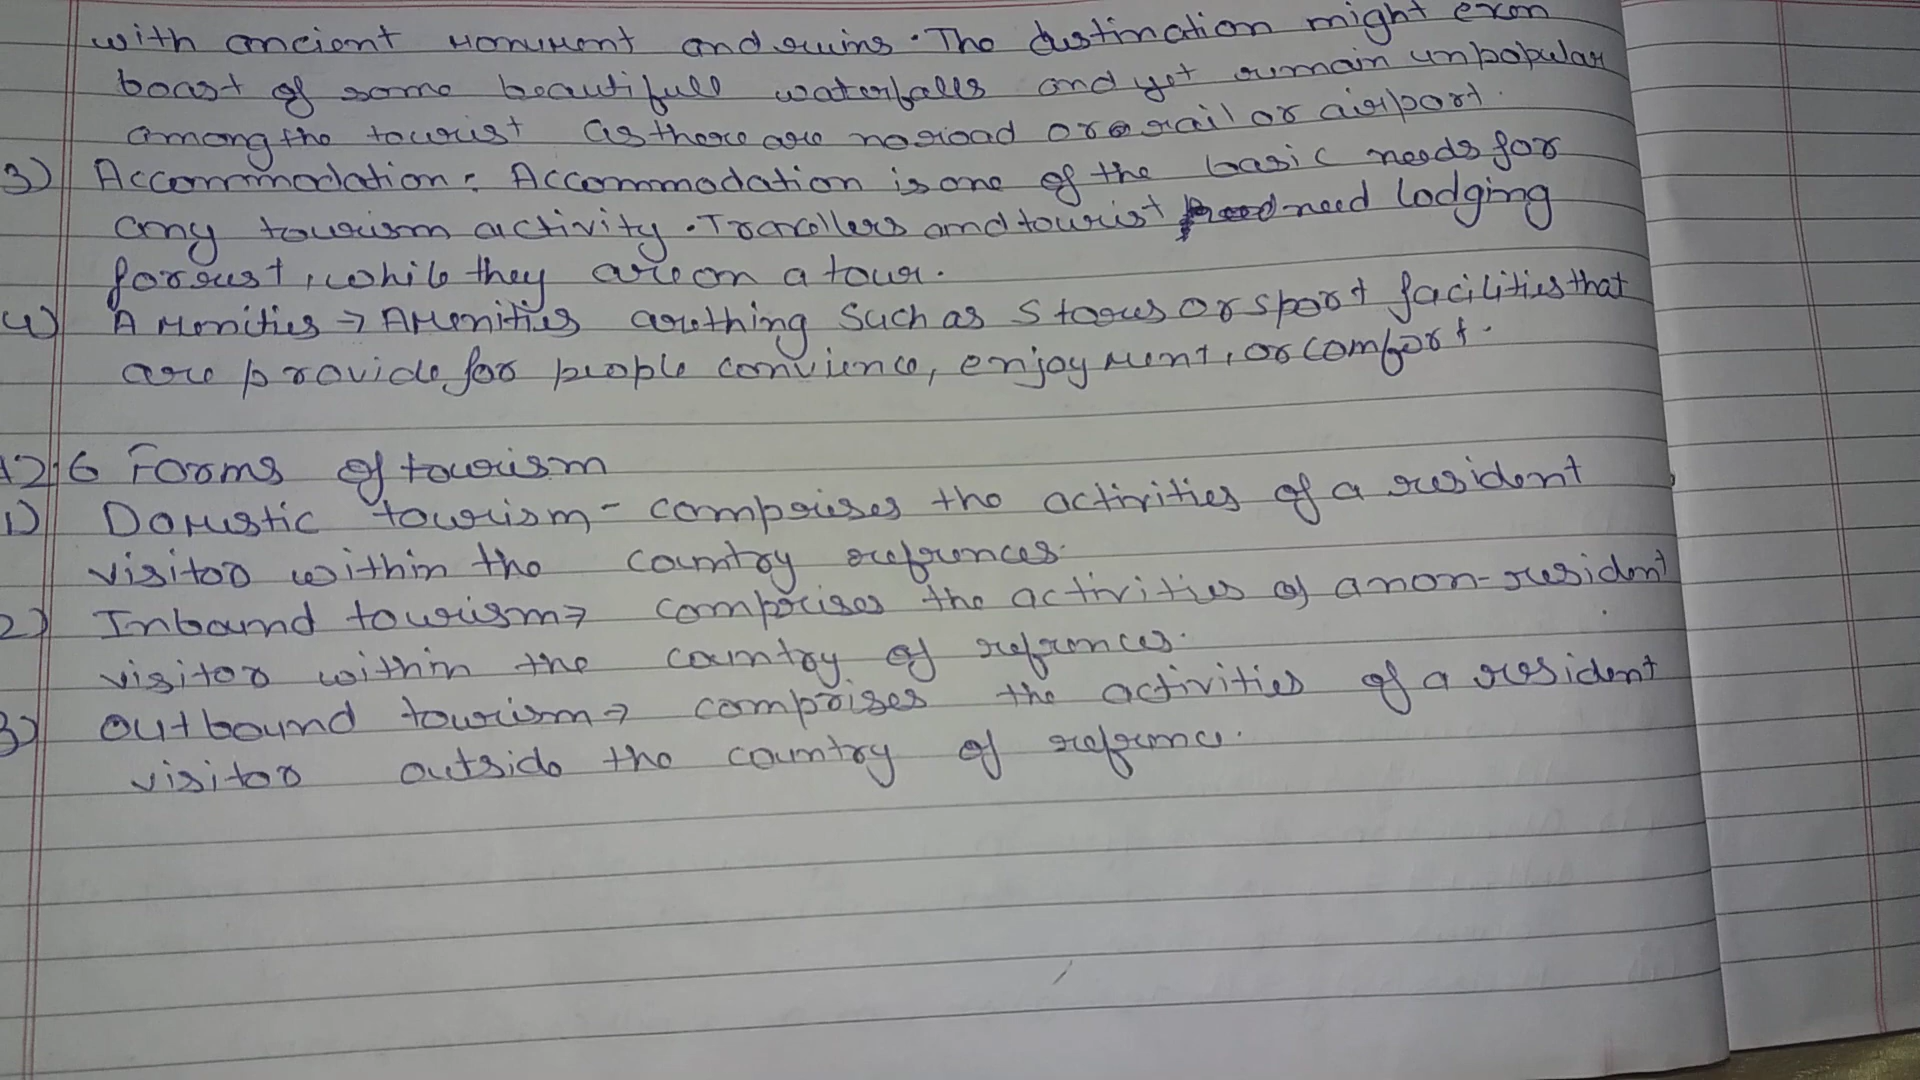 with ancient monument and ruins. The destination might even
boast of some beautifull waterfalls and yet remain unpopular
among the tourist as there are no road or rail or airport.
3) Accommodation: Accommodation is one of the basic needs for
any tourism activity. Travellers and tourist need lodging
for rest, while they are on a tour.
4) Amenities → Amenities are thing such as stores or sport facilities that
are provide for people convience, enjoyment, or comfort.
A2.6 Forms of tourism
1) Domestic tourism - comprises the activities of a resident
visitor within the country references.
2) Inbound tourism → comprises the activities of a non-resident
visitor within the country of refrences.
3) Outbound tourism → comprises the activities of a resident
visitor outside the country of refrence.